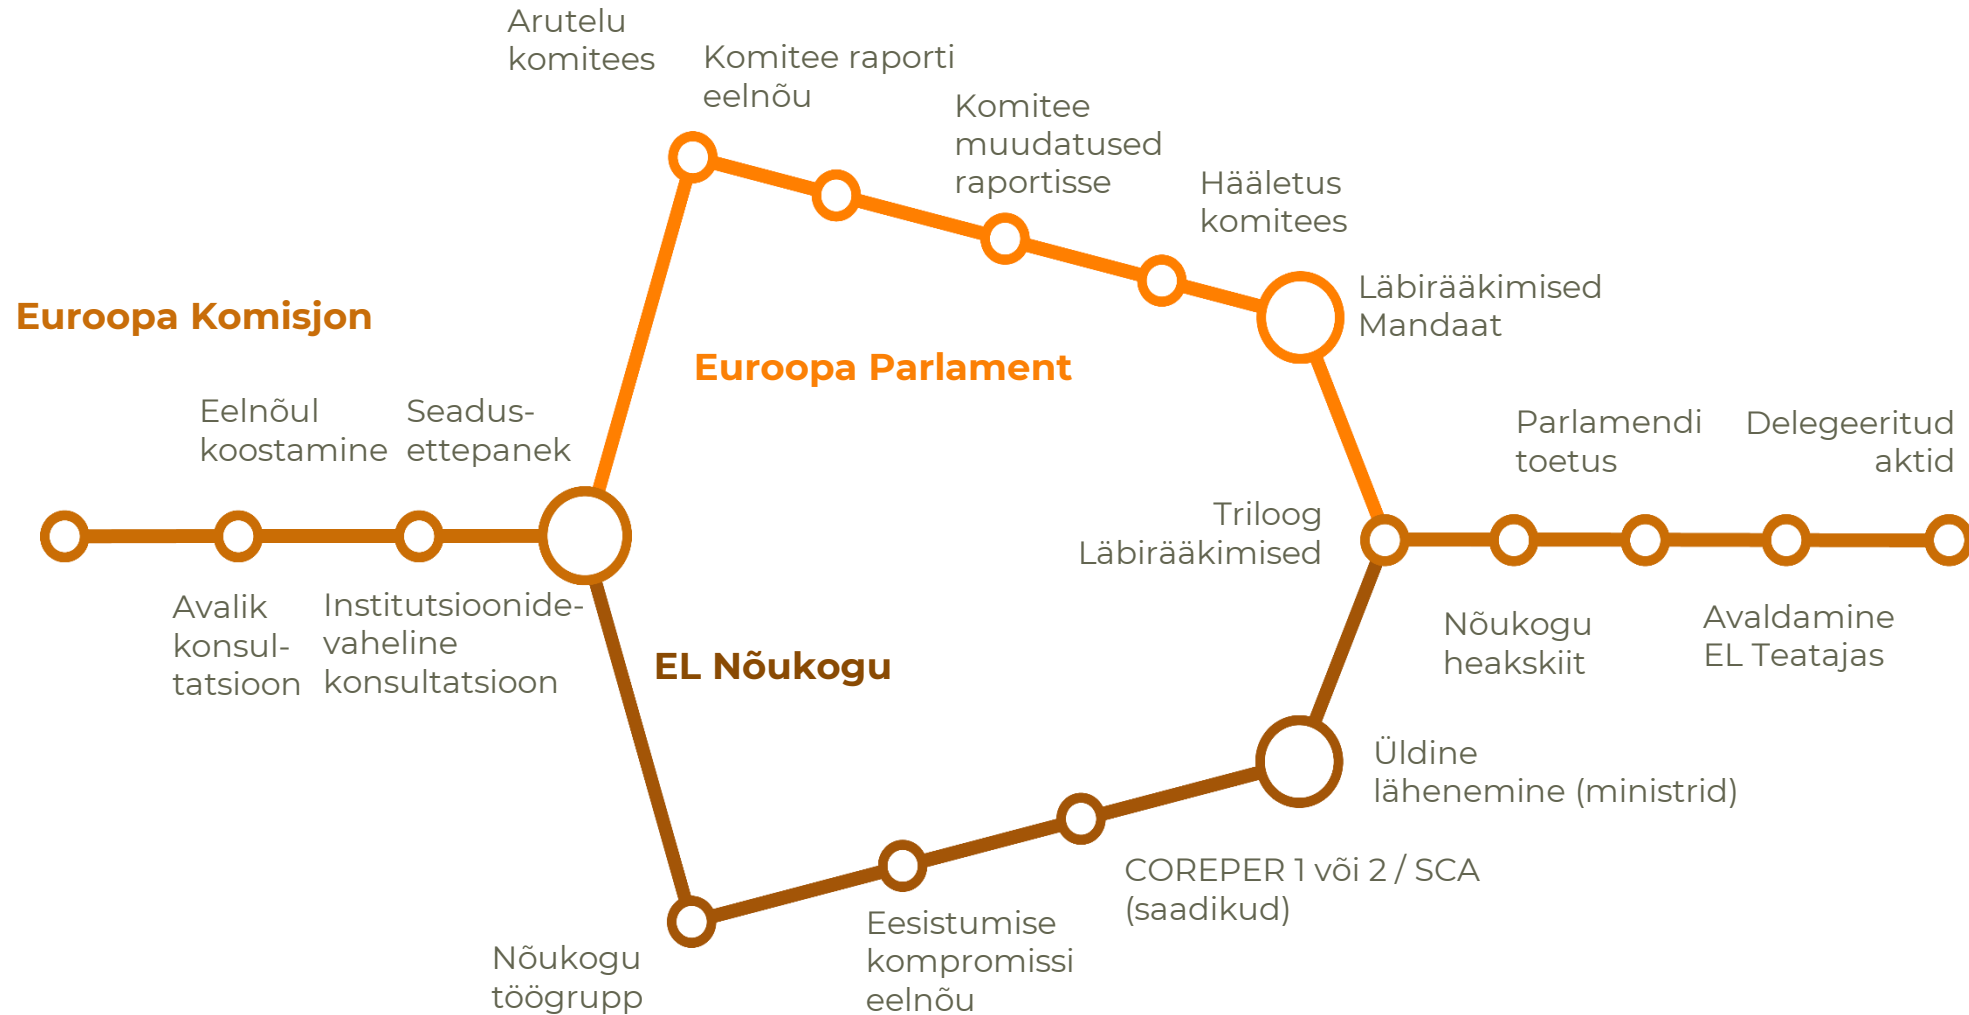 Arutelu
komitees
Komitee raporti
eelnõu
Komitee
muudatused
raportisse
Hääletus
komitees
Läbirääkimised
Mandaat
Euroopa Komisjon
Euroopa Parlament
Eelnõul
koostamine
Seadus-
ettepanek
Parlamendi
toetus
Delegeeritud
aktid
Triloog
Läbirääkimised
Avalik
konsul-
tatsioon
Institutsioonide-
vaheline
konsultatsioon
Nõukogu
heakskiit
Avaldamine
EL Teatajas
EL Nõukogu
Üldine
lähenemine (ministrid)
COREPER 1 või 2 / SCA
(saadikud)
Eesistumise
kompromissi
eelnõu
Nõukogu
töögrupp